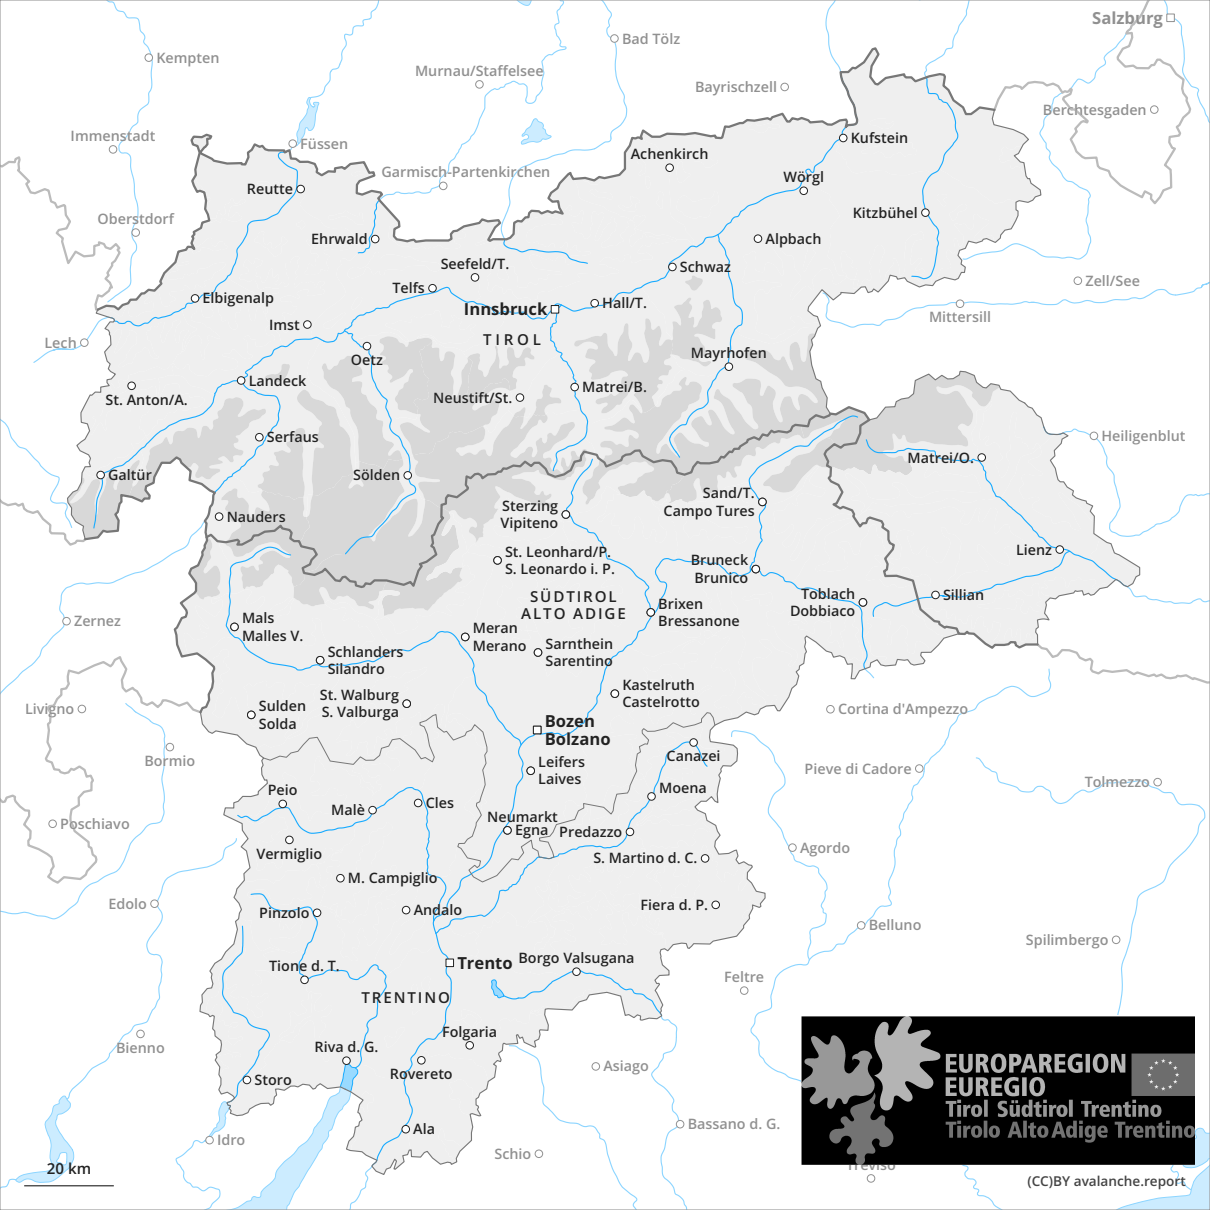 Salzburg
Bad Tölz
Kempten
Murnau/Staffelsee
Bayrischzell
Berchtesgaden
Immenstadt
Füssen
Kufstein
Achenkirch
Garmisch-Partenkirchen
Wörgl
Reutte
Oberstdorf
Kitzbühel
Ehrwald
Alpbach
Seefeld/T.
Schwaz
Zell/See
Telfs
Elbigenalp
Hall/T.
Innsbruck
Mittersill
Imst
TIROL
Lech
Oetz
Mayrhofen
Landeck
Matrei/B.
St. Anton/A.
Neustift/St.
Serfaus
Heiligenblut
Matrei/O.
Galtür
Sölden
Sand/T.
Campo Tures
Sterzing
Vipiteno
Nauders
St. Leonhard/P.
S. Leonardo i. P.
Lienz
Bruneck
Brunico
SÜDTIROL
ALTO ADIGE
Toblach
Dobbiaco
Sillian
Brixen
Bressanone
Zernez
Mals
Malles V.
Meran
Merano
Sarnthein
Sarentino
Schlanders
Silandro
Kastelruth
Castelrotto
St. Walburg
S. Valburga
Sulden
Solda
Livigno
Cortina d'Ampezzo
Bozen
Bolzano
Bormio
Canazei
Leifers
Laives
Pieve di Cadore
Tolmezzo
Peio
Moena
Malè
Cles
Neumarkt
Egna
Predazzo
Poschiavo
Vermiglio
S. Martino d. C.
Agordo
M. Campiglio
Edolo
Pinzolo
Andalo
Fiera d. P.
Belluno
Spilimbergo
Borgo Valsugana
Trento
Tione d. T.
Feltre
TRENTINO
Folgaria
Bienno
Riva d. G.
Rovereto
Asiago
Storo
EUROPAREGION
EUREGIO
Tirol Südtirol Trentino
Tirolo Alto Adige Trentino
Bassano d. G.
Ala
Idro
Schio
Treviso
20 km
(CC)BY avalanche.report